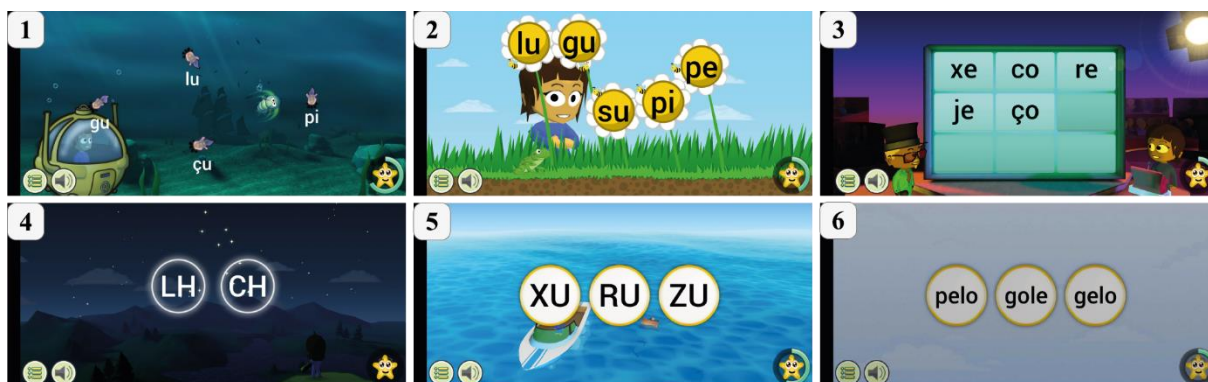 1
lu
gu
pi
çu
2
lu gu
pe
su pi
3
xe co re
je ço
4
LH CH
5
XU RU ZU
6
pelo gole gelo